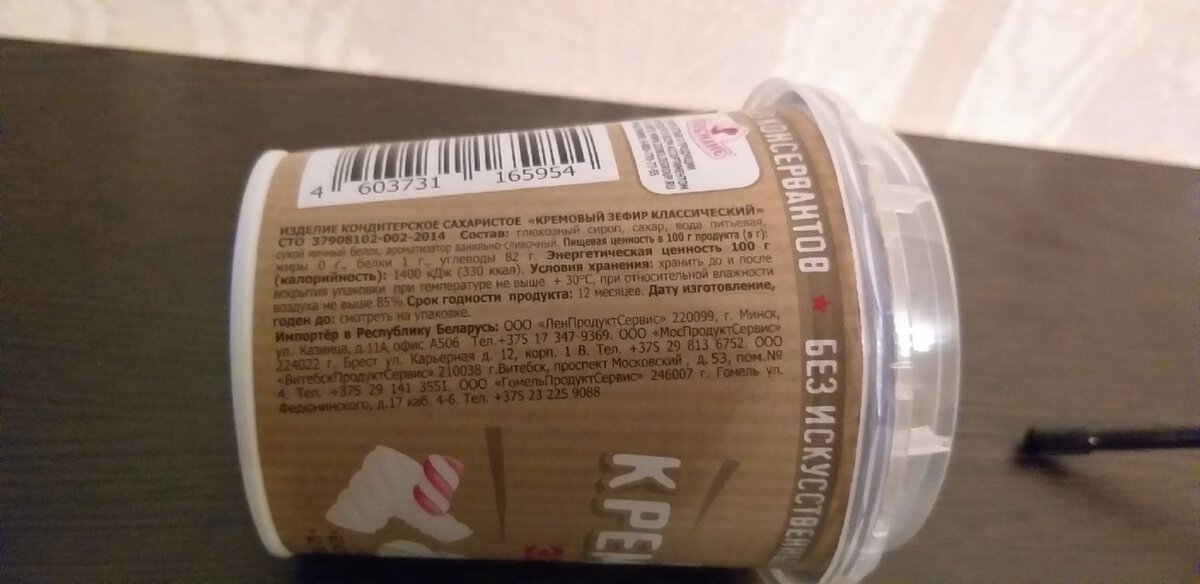 4 603731 165954
ИЗДЕЛИЕ КОНДИТЕРСКОЕ САХАРИСТОЕ «КРЕМОВЫЙ ЗЕФИР КЛАССИЧЕСКИЙ»
СТО 37908102-002-2014 Состав: глюкозный сироп, сахар, вода питьевая,
сухой яичный белок, ароматизатор ванильно-сливочный. Пищевая ценность в 100 г продукта (в г):
жиры 0 г., белки 1 г., углеводы 82 г. Энергетическая ценность 100 г
(калорийность): 1400 кДж (330 ккал). Условия хранения: хранить до и после
вскрытия упаковки при температуре не выше +30°С, при относительной влажности
воздуха не выше 85% Срок годности продукта: 12 месяцев. Дату изготовление,
годен до: смотреть на упаковке.
Импортёр в Республику Беларусь: ООО «ЛенПродуктСервис» 220099, г. Минск,
ул. Казинца, д.11А, офис А506 Тел.+375 17 347-9369. ООО «МосПродуктСервис»
224022 г. Брест ул. Карьерная д. 12, корп. 1 В. Тел. +375 29 813 6752. ООО
«ВитебскПродуктСервис» 210038 г.Витебск, проспект Московский , д. 53, пом.№
4, Тел. +375 29 141 3551. ООО «ГомельПродуктСервис» 246007 г. Гомель ул.
Федюнинского, д.17 каб. 4-6. Тел. +375 23 225 9088
КОНСЕРВАНТОВ ★ БЕЗ ИСКУССТВЕНН
КРЕМ
З